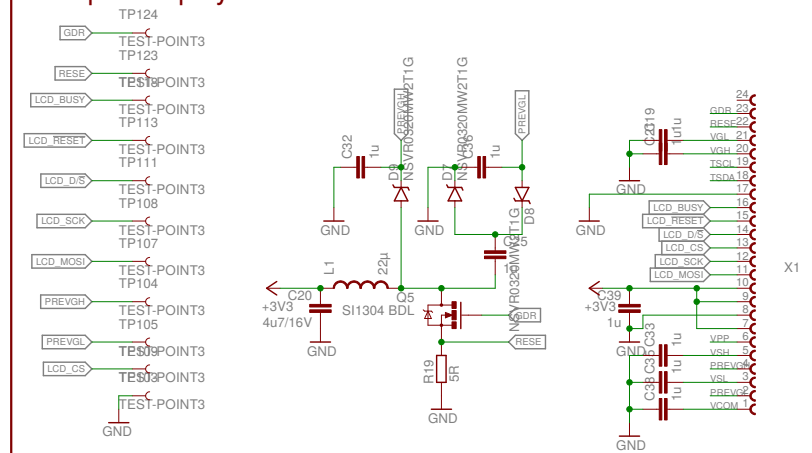 TP124
GDR
TEST-POINT3
TP123
RESE
TEST-POINT3
LCD_BUSY
TEST-POINT3
TP113
LCD_RESET
TEST-POINT3
TP111
LCD_D/S
TEST-POINT3
TP108
LCD_SCK
TEST-POINT3
TP107
LCD_MOSI
TEST-POINT3
TP104
PREVGH
TEST-POINT3
TP105
PREVGL
LCD_CS
TEST-POINT3
GND
PREVGH
NSVR0320MW2T1G
PREVGL
C32
1u
D7
1u
D8
GND
GND
NSVR0320MW2T1G
L1
22µ
+3V3
C20
4u7/16V
GND
Q5
SI1304 BDL
GDR
RESE
R19
5R
GND
24
GDR 23
RESE 22
VGL 21
VGH 20
TSCL 19
TSDA 18
17
LCD_BUSY 16
LCD_RESET 15
LCD_D/S 14
LCD_CS 13
LCD_SCK 12
LCD_MOSI 11
10
9
8
7
VPP 6
VSH 5
PREVGH 4
VSL 3
PREVGL 2
VCOM 1
X1
C19
GND
GND
C39
+3V3
1u
GND
C33
1u
C35
1u
C38
1u
GND